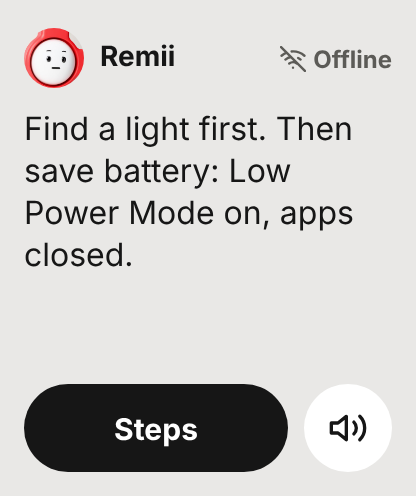 Remii
Offline
Find a light first. Then
save battery: Low
Power Mode on, apps
closed.
Steps